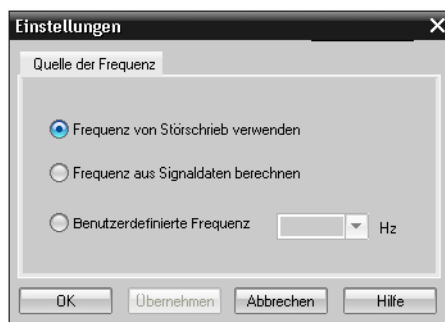 Einstellungen
Quelle der Frequenz
Frequenz von Störschrieb verwenden
Frequenz aus Signaldaten berechnen
Benutzerdefinierte Frequenz Hz
OK Übernehmen Abbrechen Hilfe